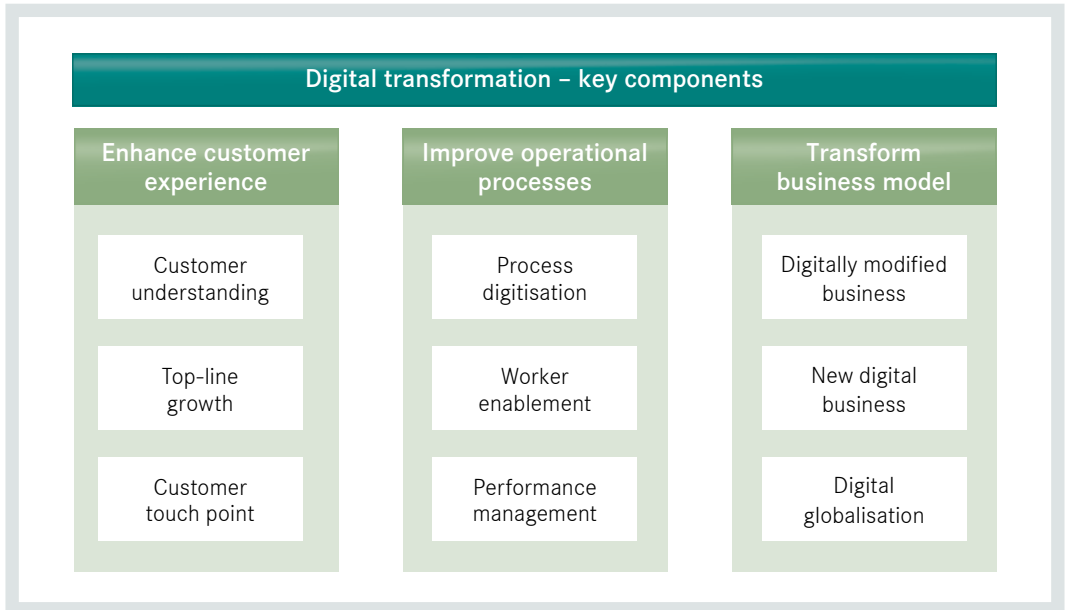 Digital transformation – key components
Enhance customer
experience
Customer
understanding
Top-line
growth
Customer
touch point
Improve operational
processes
Process
digitisation
Worker
enablement
Performance
management
Transform
business model
Digitally modified
business
New digital
business
Digital
globalisation